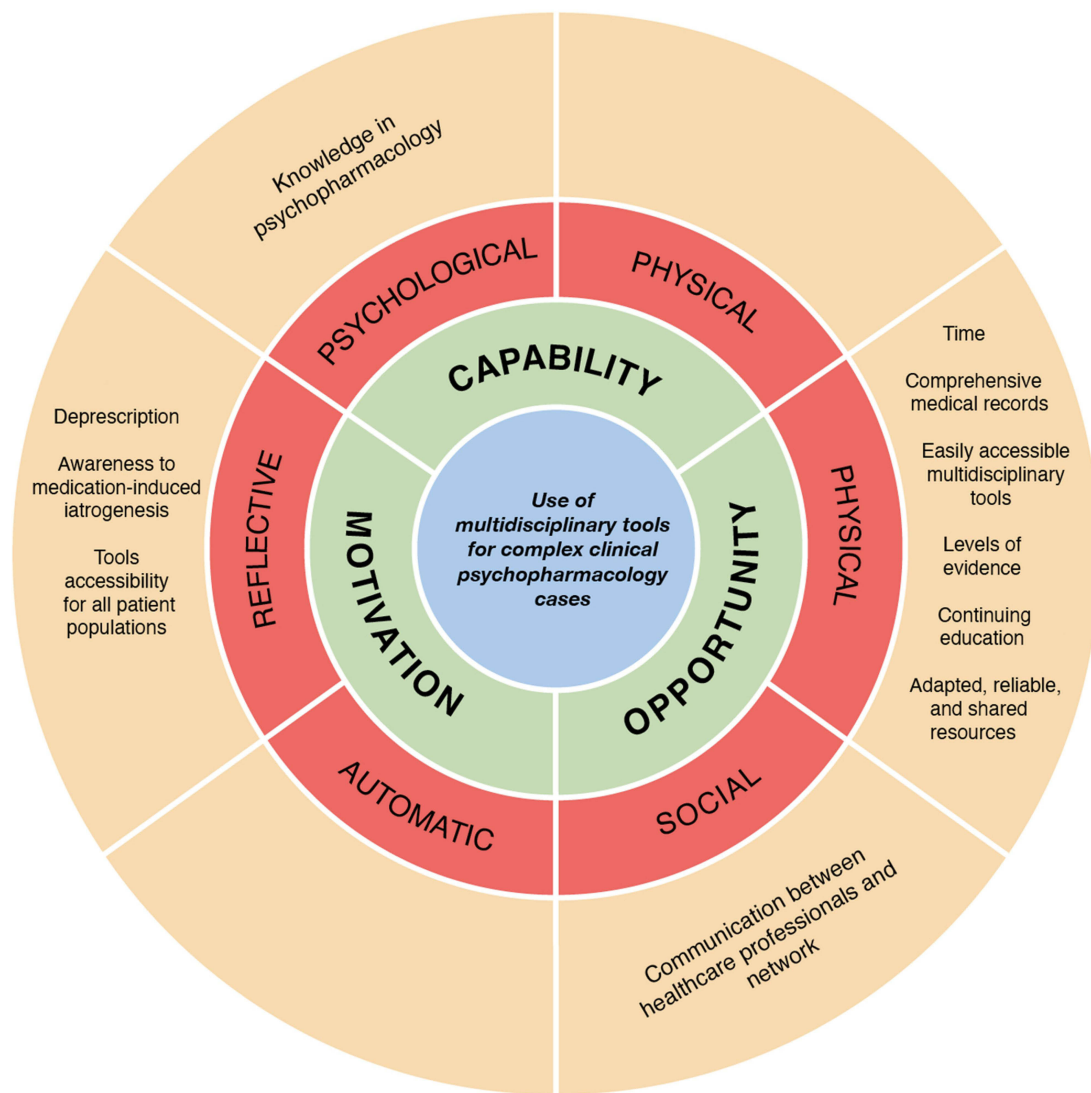 Knowledge in
psychopharmacology
PSYCHOLOGICAL
PHYSICAL
CAPABILITY
Time
Comprehensive
medical records
Easily accessible
multidisciplinary
tools
Levels of
evidence
Continuing
education
Adapted, reliable,
and shared
resources
PHYSICAL
OPPORTUNITY
Use of
multidisciplinary tools
for complex clinical
psychopharmacology
cases
MOTIVATION
REFLECTIVE
Deprescription
Awareness to
medication-induced
iatrogenesis
Tools
accessibility
for all patient
populations
AUTOMATIC
SOCIAL
Communication between
healthcare professionals and
network